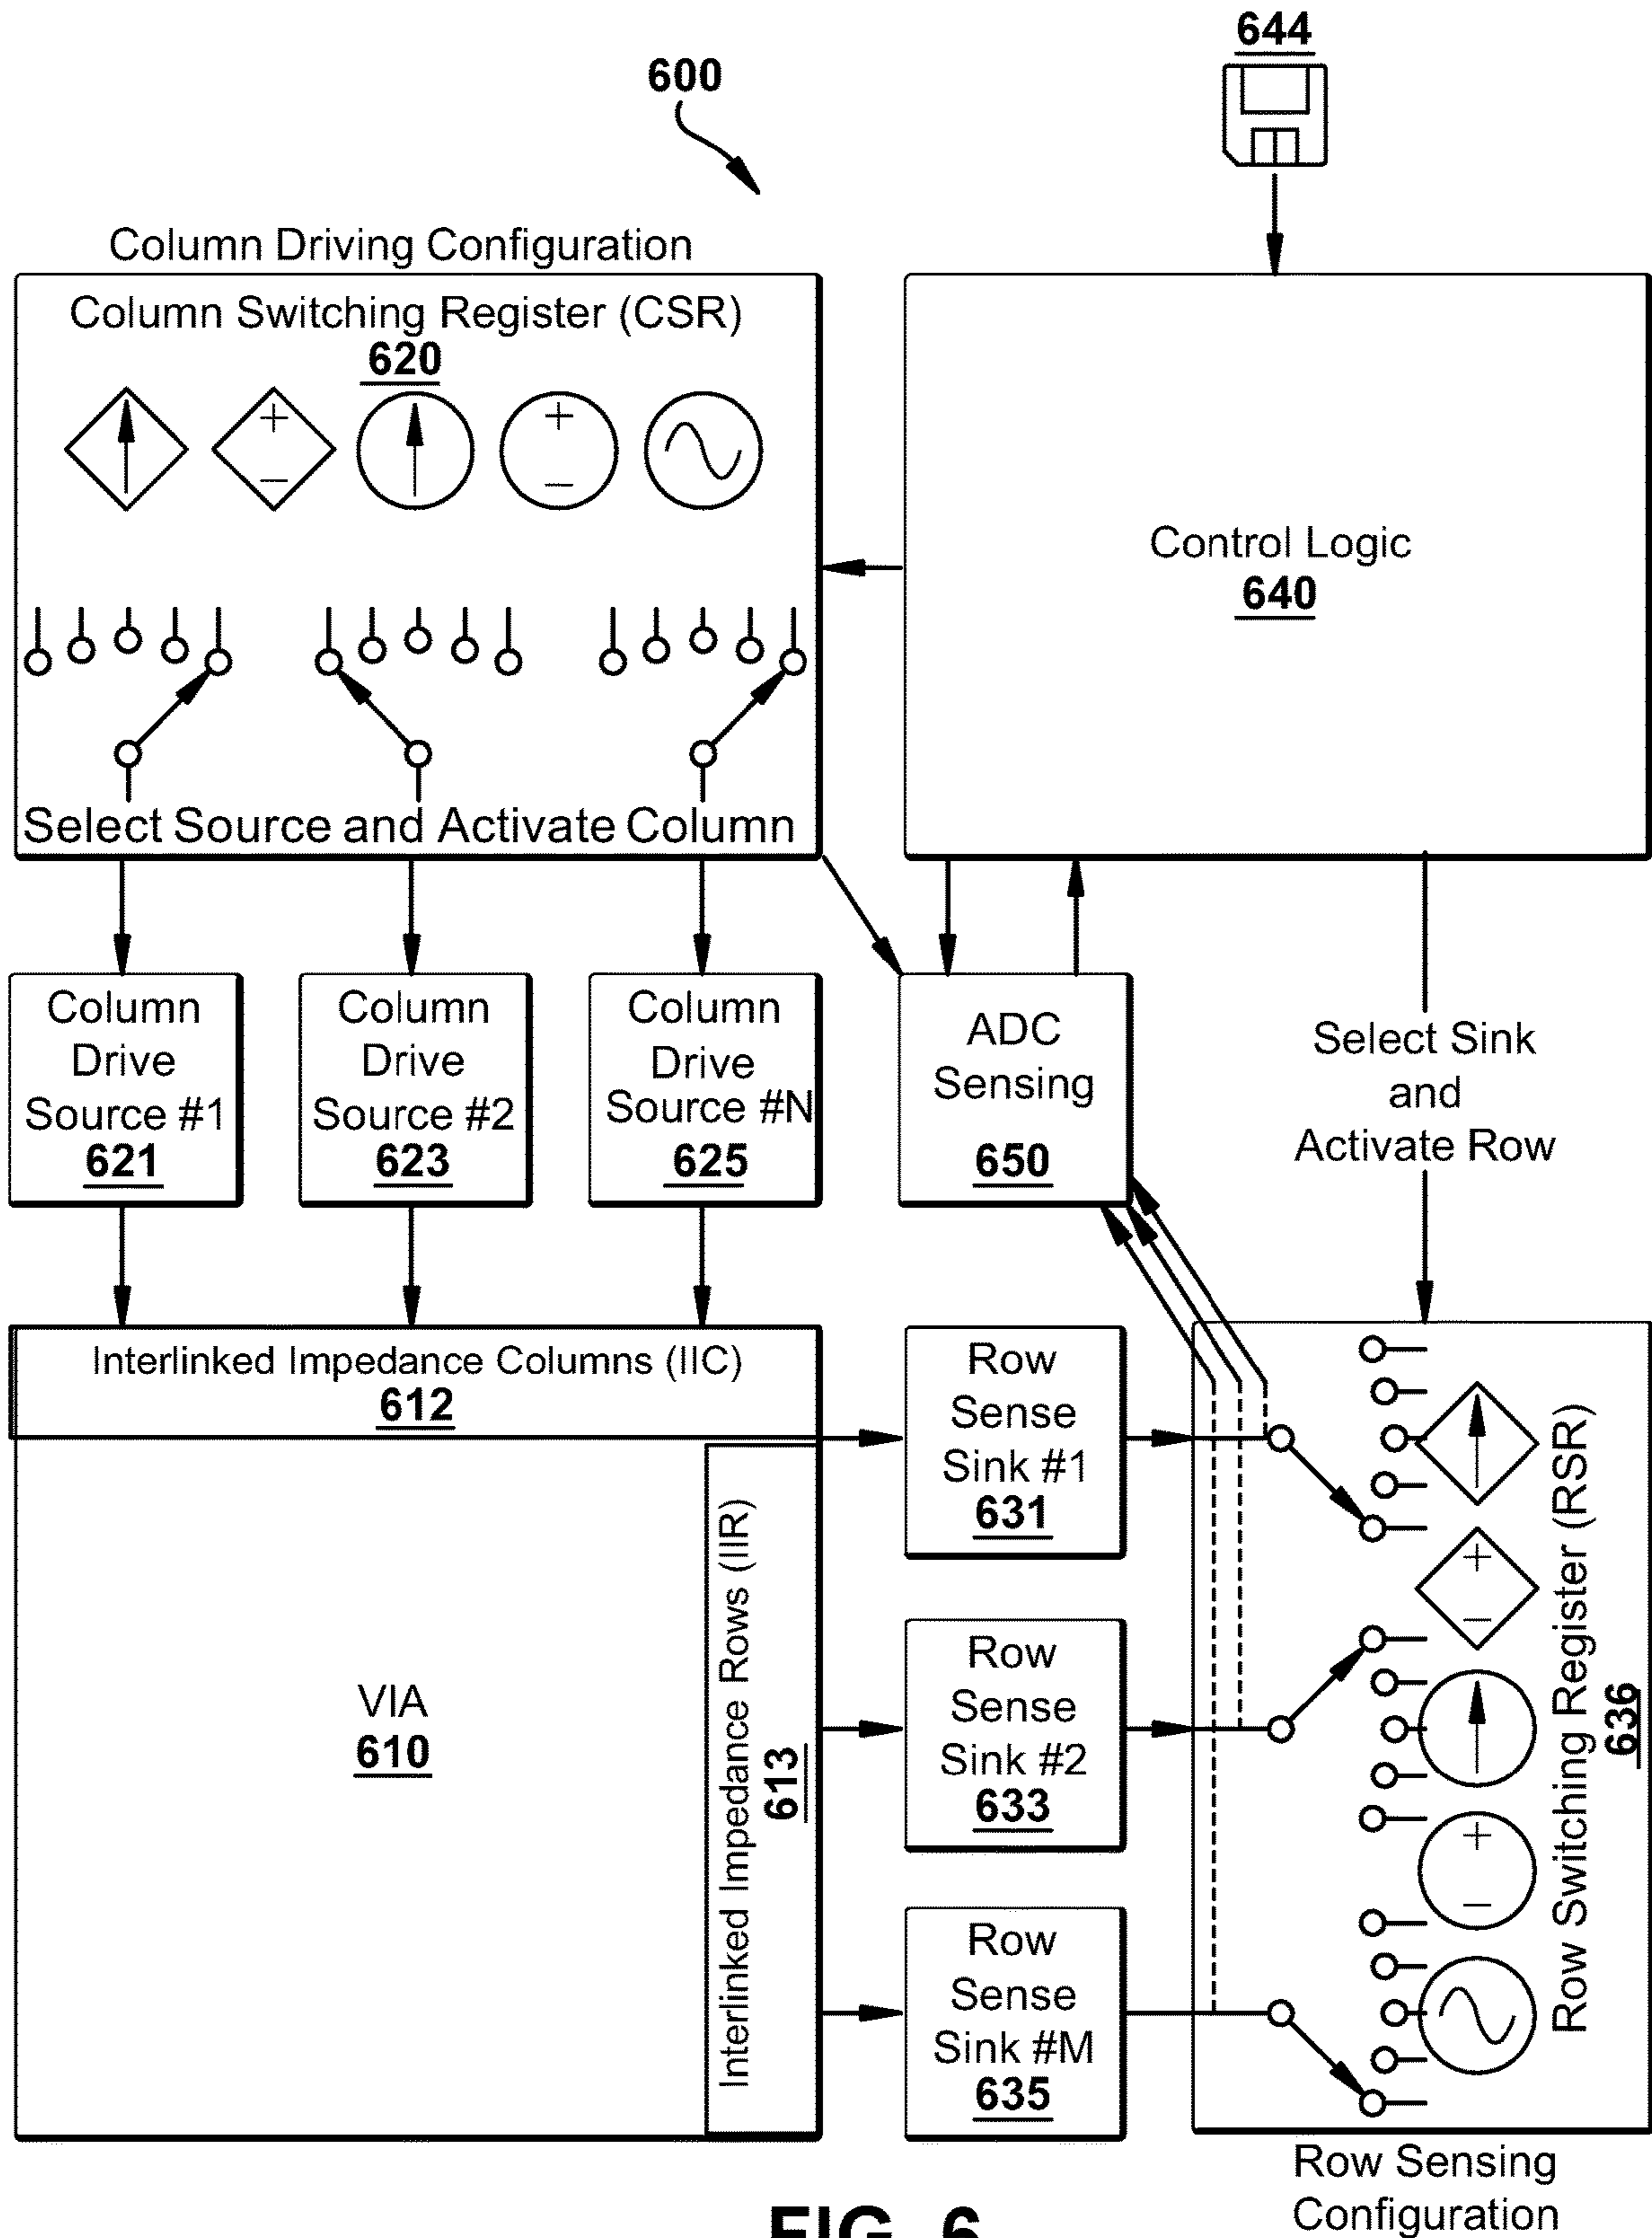 644
600
Column Driving Configuration
Column Switching Register (CSR)
620
Select Source and Activate Column
Control Logic
640
Column
Drive
Source #1
621
Column
Drive
Source #2
623
Column
Drive
Source #N
625
ADC
Sensing
650
Select Sink
and
Activate Row
Interlinked Impedance Columns (IIC)
612
VIA
610
Interlinked Impedance Rows (IIR)
613
Row
Sense
Sink #1
631
Row
Sense
Sink #2
633
Row
Sense
Sink #M
635
Row Switching Register (RSR)
636
Row Sensing
Configuration
FIG. 6